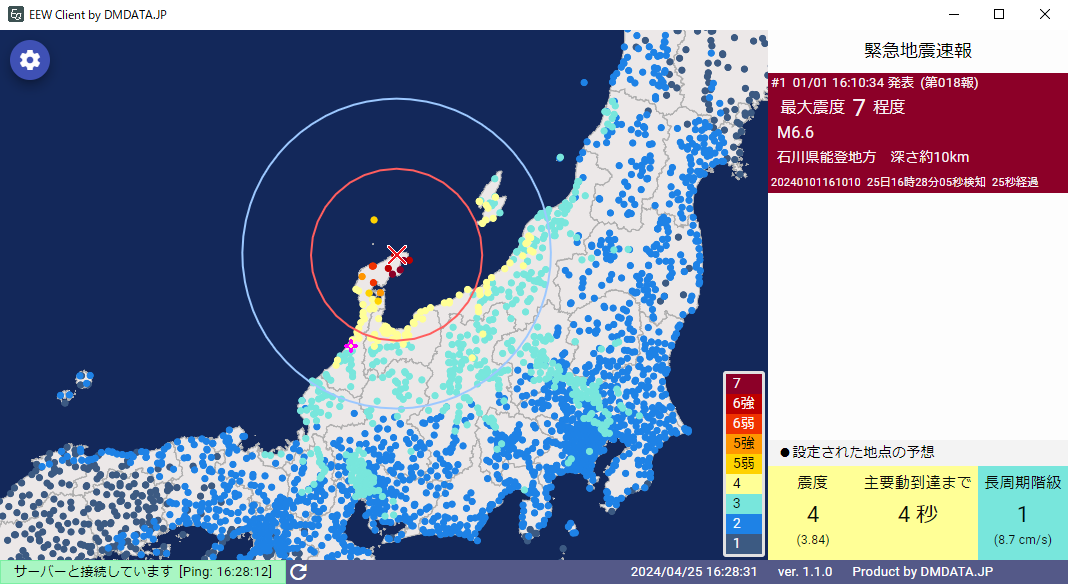 EEW Client by DMDATA.JP
緊急地震速報
#1 01/01 16:10:34 発表 (第018報)
最大震度 7 程度
M6.6
石川県能登地方 深さ約10km
20240101161010 25日16時28分05秒検知 25秒経過
7
6強
6弱
5強
5弱
4
3
2
1
●設定された地点の予想
震度 主要動到達まで 長周期階級
4 4 秒 1
(3.84) (8.7 cm/s)
サーバーと接続しています [Ping: 16:28:12] 2024/04/25 16:28:31 ver. 1.1.0 Product by DMDATA.JP